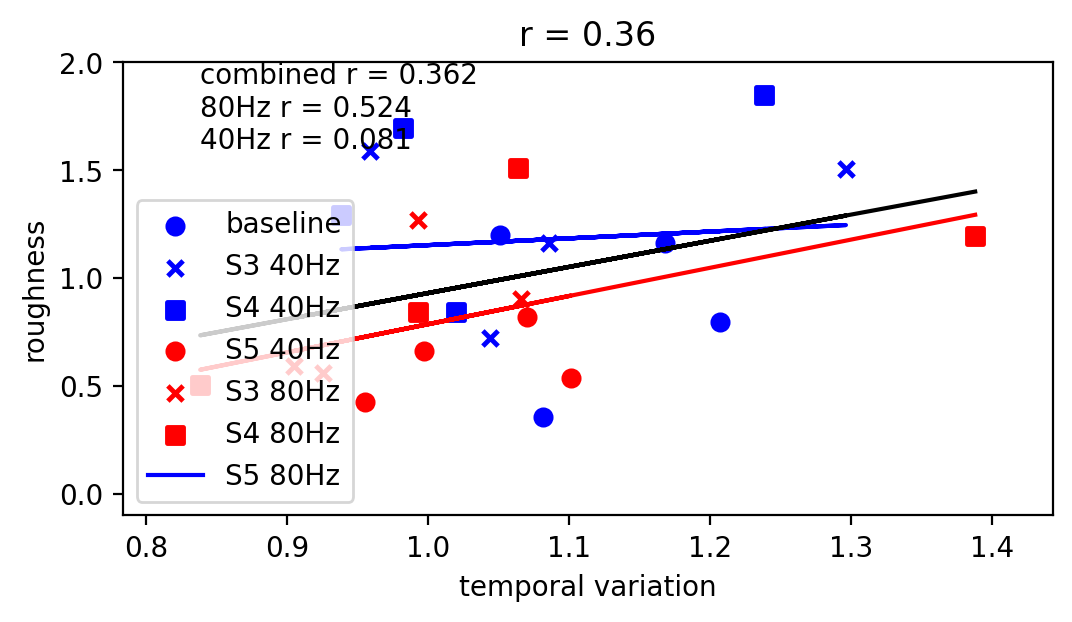 r = 0.36
combined r = 0.362
80Hz r = 0.524
40Hz r = 0.081
baseline
S3 40Hz
S4 40Hz
S5 40Hz
S3 80Hz
S4 80Hz
S5 80Hz
roughness
2.0
1.5
1.0
0.5
0.0
0.8 0.9 1.0 1.1 1.2 1.3 1.4
temporal variation